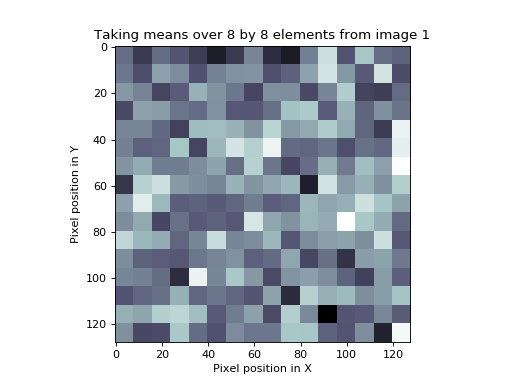 Taking means over 8 by 8 elements from image 1
0
20
40
60
80
100
120
Pixel position in Y
0 20 40 60 80 100 120
Pixel position in X